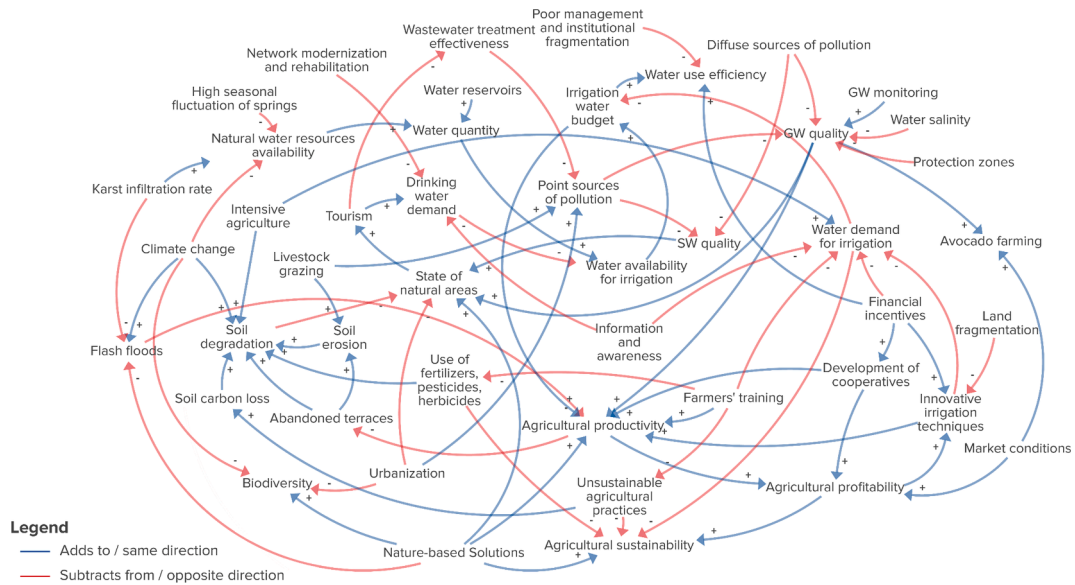 Poor management
and institutional
fragmentation
Wastewater treatment
effectiveness
Diffuse sources of pollution
Network modernization
and rehabilitation
Water use efficiency
High seasonal
fluctuation of springs
Water reservoirs
Irrigation
water
budget
GW monitoring
Water salinity
Natural water resources
availability
Water quantity
GW quality
Protection zones
Karst infiltration rate
Drinking
water
demand
Point sources
of pollution
Intensive
agriculture
Tourism
Water demand
for irrigation
Avocado farming
Climate change
SW quality
Livestock
grazing
Water availability
for irrigation
State of
natural areas
Financial
incentives
Land
fragmentation
Information
and
awareness
Flash floods
Soil
degradation
Soil
erosion
Use of
fertilizers,
pesticides,
herbicides
Development of
cooperatives
Soil carbon loss
Abandoned terraces
Farmers' training
Innovative
irrigation
techniques
Agricultural productivity
Market conditions
Biodiversity
Urbanization
Unsustainable
agricultural
practices
Agricultural profitability
Nature-based Solutions
Agricultural sustainability
Legend
Adds to / same direction
Subtracts from / opposite direction